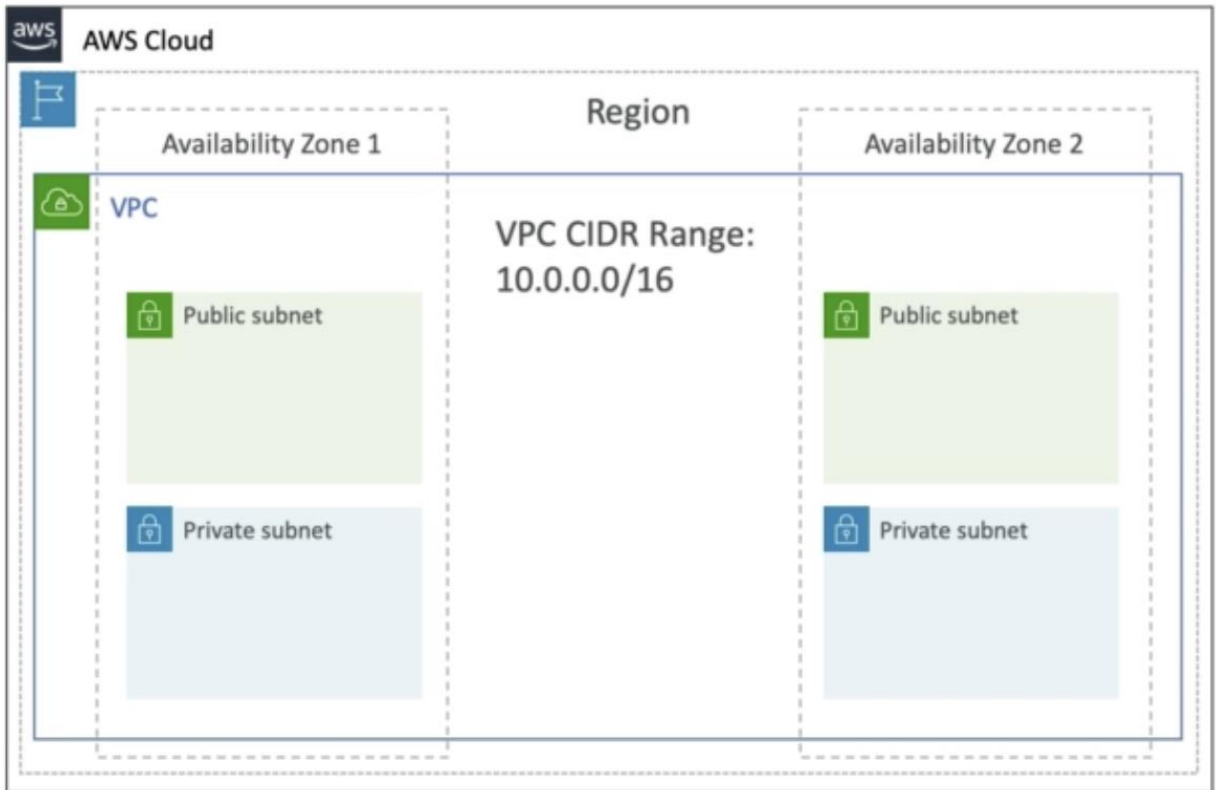 aws
AWS Cloud
Region
Availability Zone 1
Availability Zone 2
VPC
VPC CIDR Range:
10.0.0.0/16
Public subnet
Public subnet
Private subnet
Private subnet